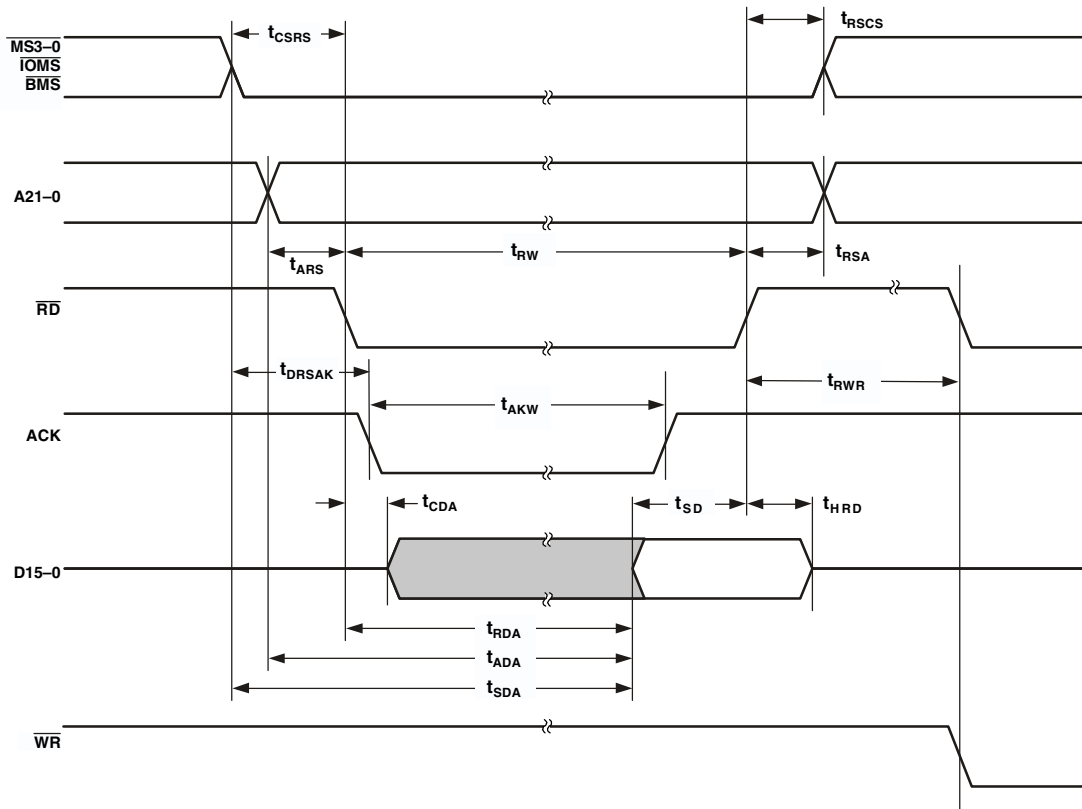 tCSRS
tRSCS
MS3–0
IOMS
BMS
A21–0
tARS
tRW
tRSA
RD
tDRSAK
tAKW
tRWR
ACK
tCDA
tSD
tHRD
D15–0
tRDA
tADA
tSDA
WR